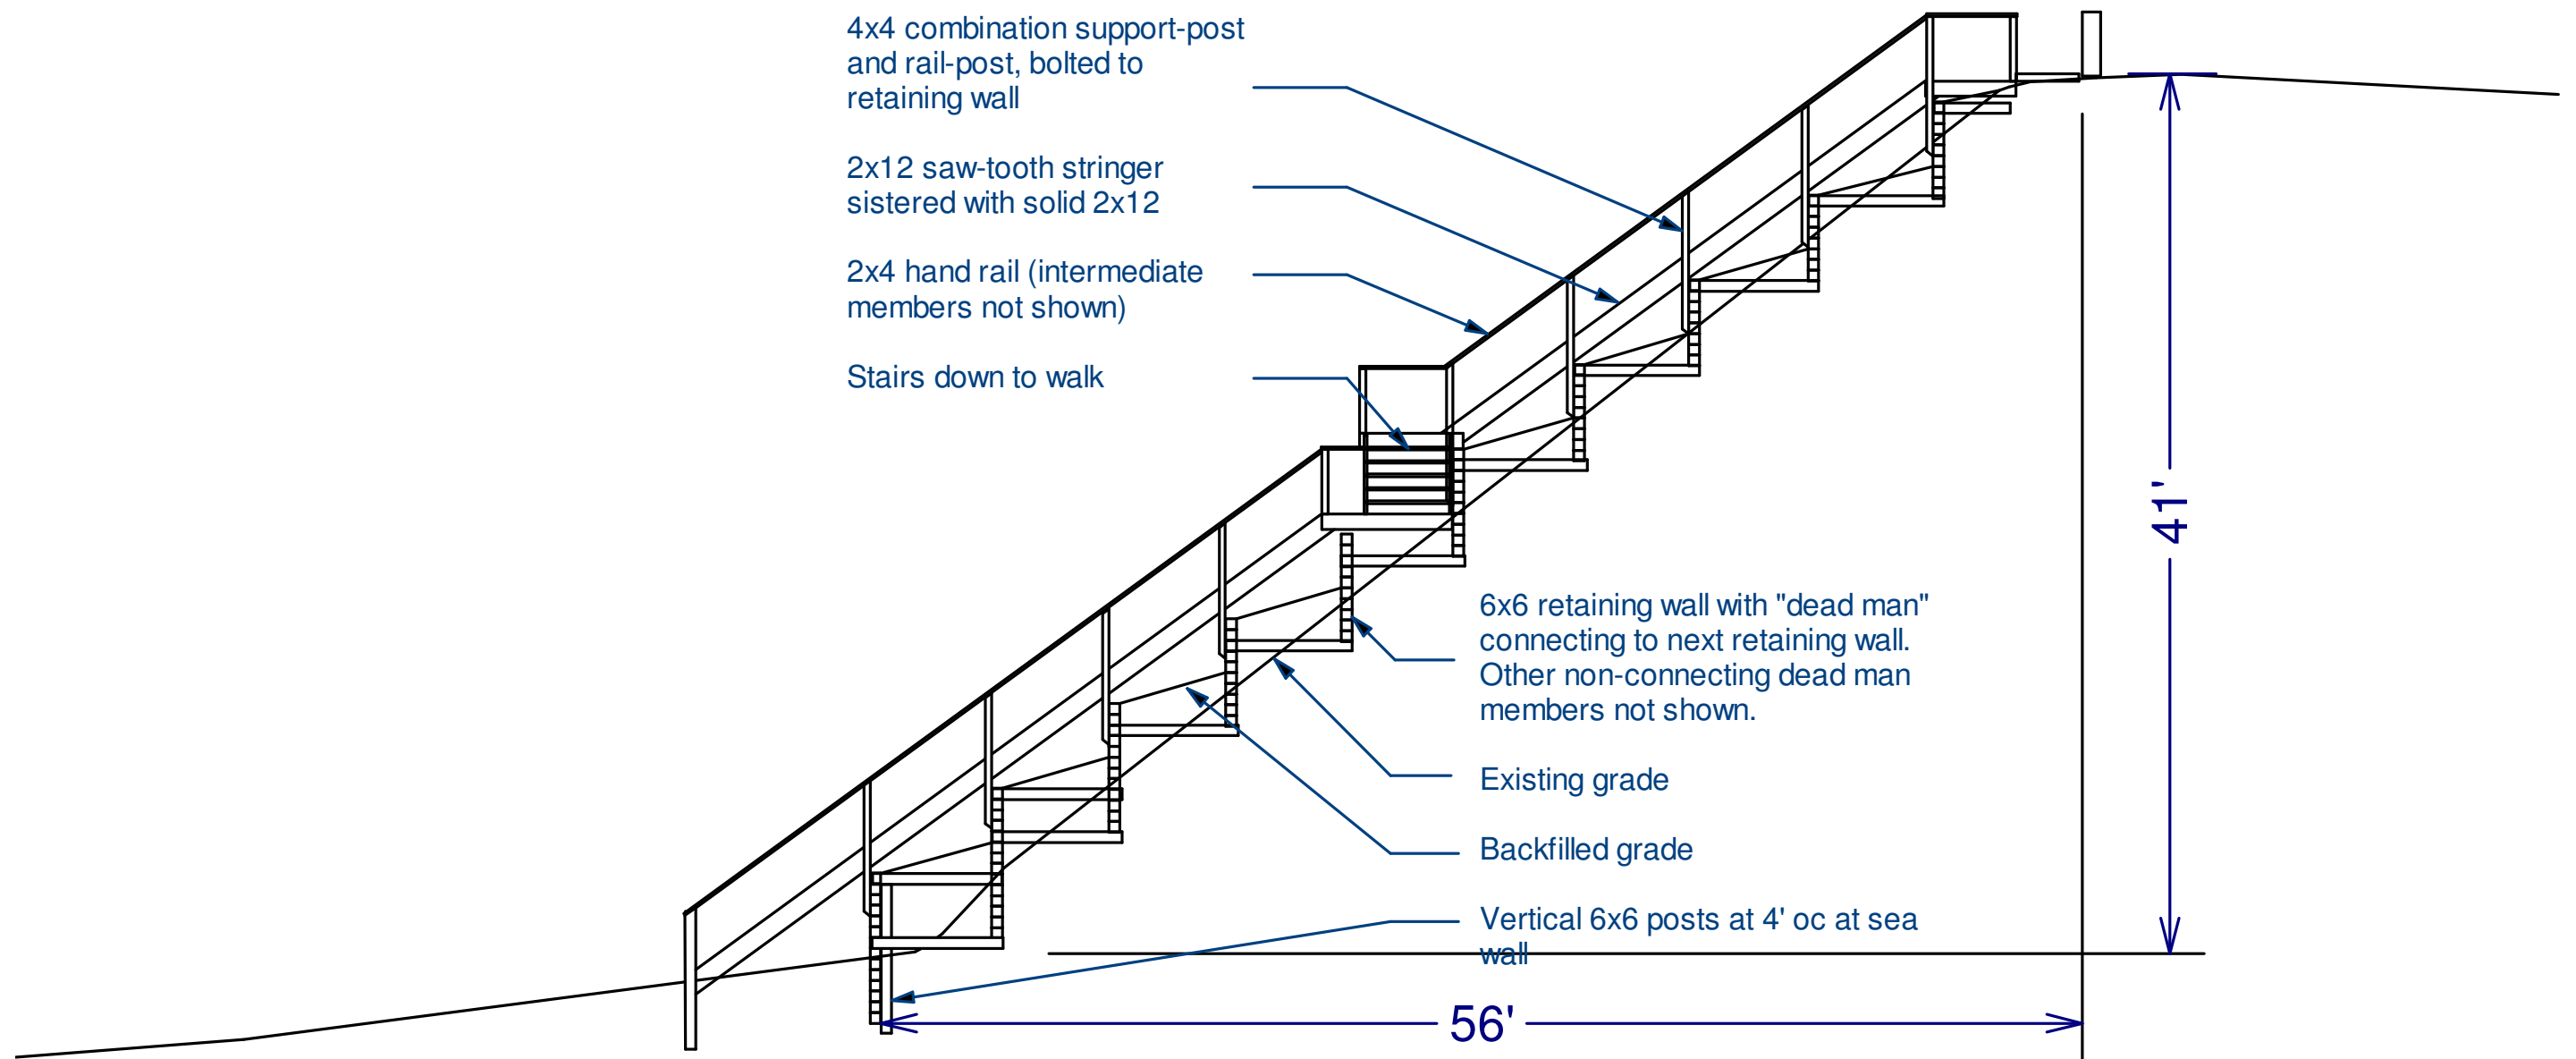 4x4 combination support-post
and rail-post, bolted to
retaining wall
2x12 saw-tooth stringer
sistered with solid 2x12
2x4 hand rail (intermediate
members not shown)
Stairs down to walk
41'
6x6 retaining wall with "dead man"
connecting to next retaining wall.
Other non-connecting dead man
members not shown.
Existing grade
Backfilled grade
Vertical 6x6 posts at 4' oc at sea
wall
56'